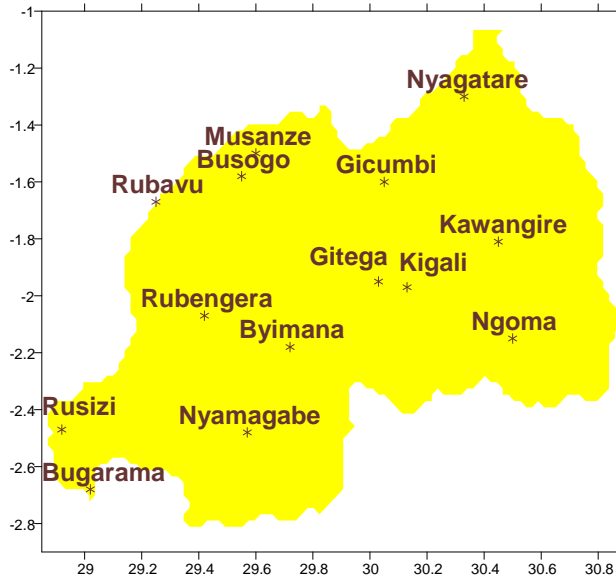 -1
-1.2
-1.4
-1.6
-1.8
-2
-2.2
-2.4
-2.6
-2.8
Nyagatare
Musanze
Busogo
Gicumbi
Rubavu
Kawangire
Gitega
Kigali
Rubengera
Byimana
Ngoma
Rusizi
Nyamagabe
Bugarama
29 29.2 29.4 29.6 29.8 30 30.2 30.4 30.6 30.8